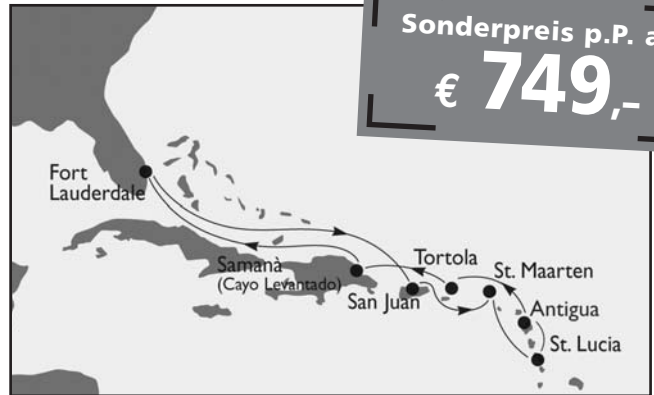 Sonderpreis p.P. a
€ 749,–
Fort
Lauderdale
Samanà
(Cayo Levantado)
San Juan
Tortola
St. Maarten
Antigua
St. Lucia